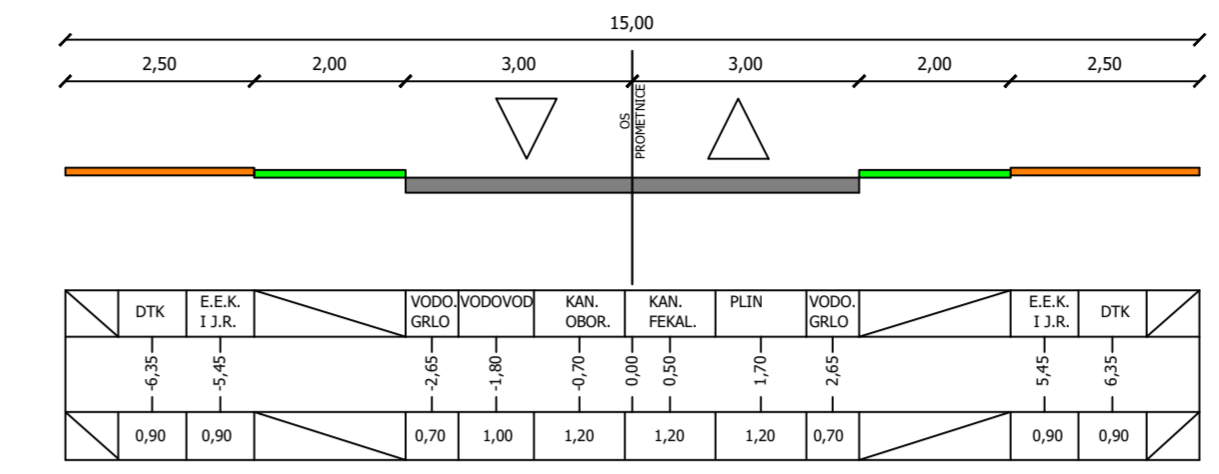 15,00
2,50 2,00 3,00 3,00 2,00 2,50
OS
PROMETNICE
DTK
E.E.K.
I J.R.
VODO.
GRLO
VODOVOD
KAN.
OBOR.
KAN.
FEKAL.
PLIN
VODO.
GRLO
E.E.K.
I J.R.
DTK
-6,35 -5,45 -2,65 -1,80 -0,70 0,00 0,50 1,70 2,65 5,45 6,35
0,90 0,90 0,70 1,00 1,20 1,20 1,20 0,70 0,90 0,90